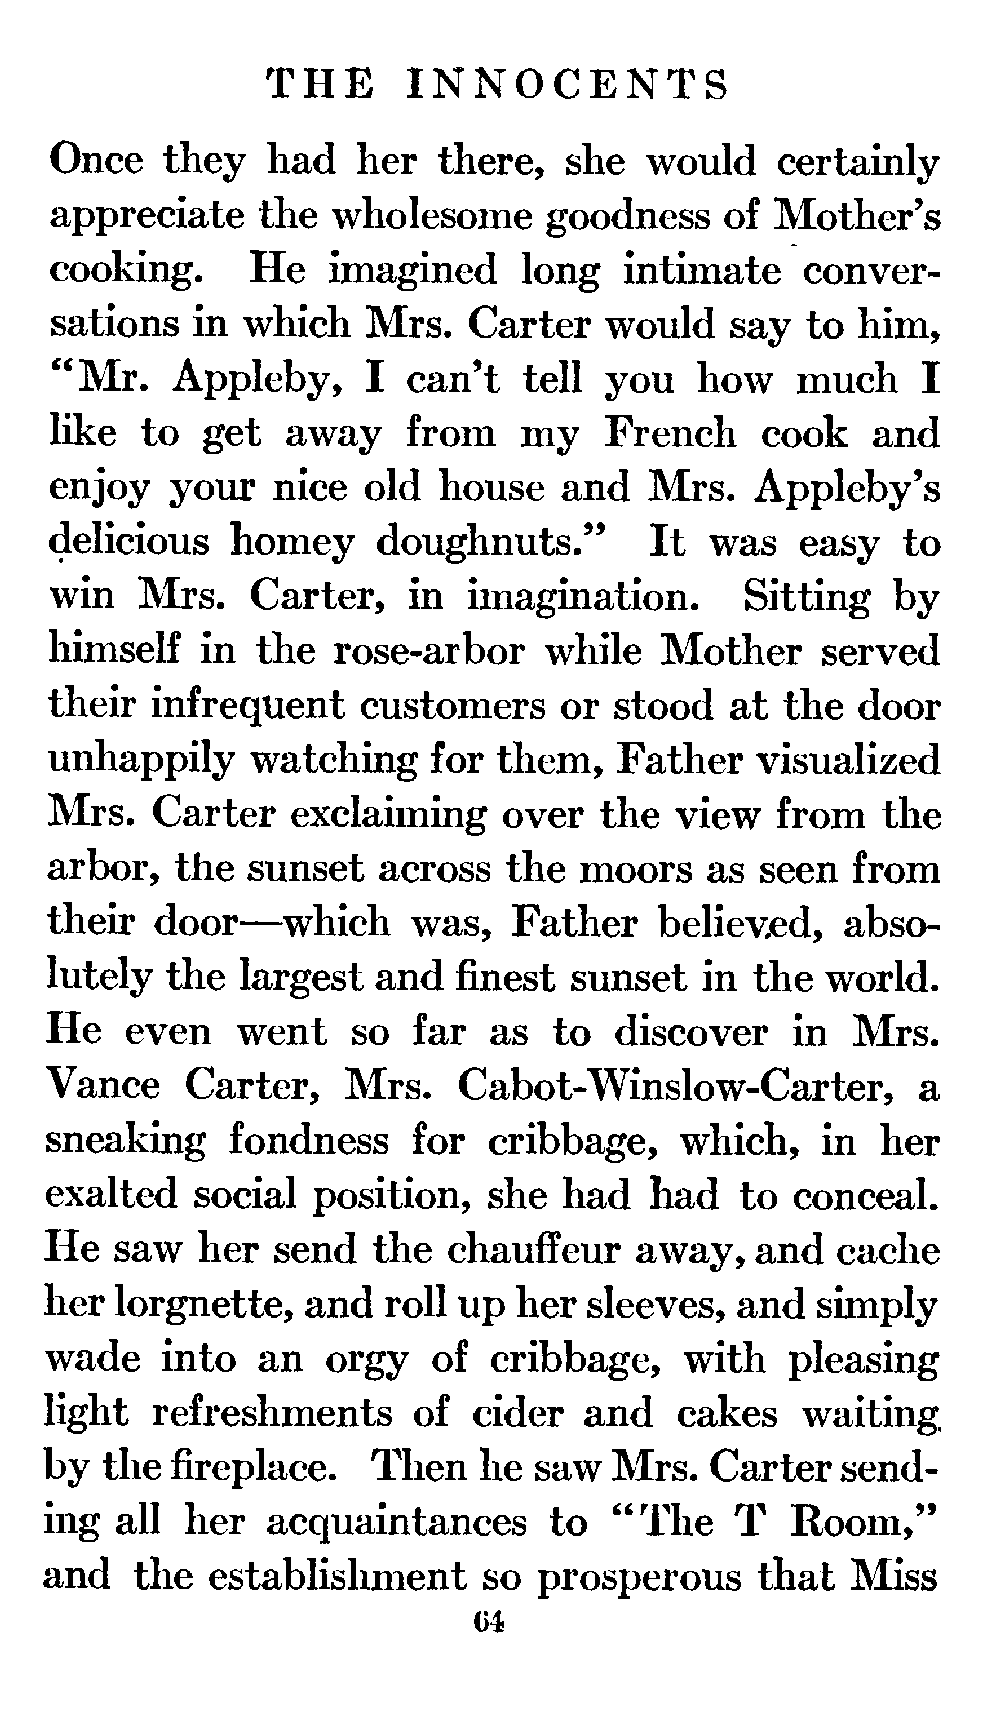 THE INNOCENTS
Once they had her there, she would certainly
appreciate the wholesome goodness of Mother's
cooking. He imagined long intimate conver-
sations in which Mrs. Carter would say to him,
"Mr. Appleby, I can't tell you how much I
like to get away from my French cook and
enjoy your nice old house and Mrs. Appleby's
delicious homey doughnuts." It was easy to
win Mrs. Carter, in imagination. Sitting by
himself in the rose-arbor while Mother served
their infrequent customers or stood at the door
unhappily watching for them, Father visualized
Mrs. Carter exclaiming over the view from the
arbor, the sunset across the moors as seen from
their door—which was, Father believed, abso-
lutely the largest and finest sunset in the world.
He even went so far as to discover in Mrs.
Vance Carter, Mrs. Cabot-Winslow-Carter, a
sneaking fondness for cribbage, which, in her
exalted social position, she had had to conceal.
He saw her send the chauffeur away, and cache
her lorgnette, and roll up her sleeves, and simply
wade into an orgy of cribbage, with pleasing
light refreshments of cider and cakes waiting
by the fireplace. Then he saw Mrs. Carter send-
ing all her acquaintances to "The T Room,"
and the establishment so prosperous that Miss
64